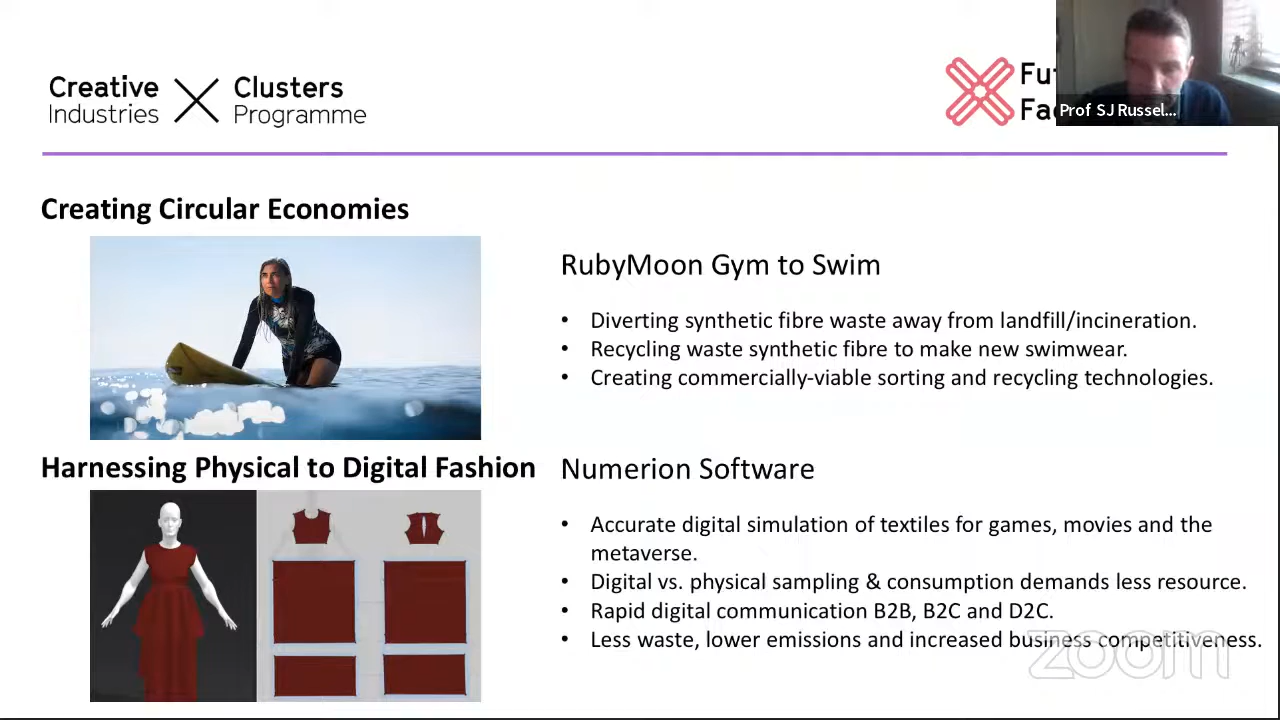 Creative Clusters
Industries Programme
Prof SJ Russel...
Creating Circular Economies
RubyMoon Gym to Swim
• Diverting synthetic fibre waste away from landfill/incineration.
• Recycling waste synthetic fibre to make new swimwear.
• Creating commercially-viable sorting and recycling technologies.
Harnessing Physical to Digital Fashion
Numerion Software
• Accurate digital simulation of textiles for games, movies and the
metaverse.
• Digital vs. physical sampling & consumption demands less resource.
• Rapid digital communication B2B, B2C and D2C.
• Less waste, lower emissions and increased business competitiveness.
zoom